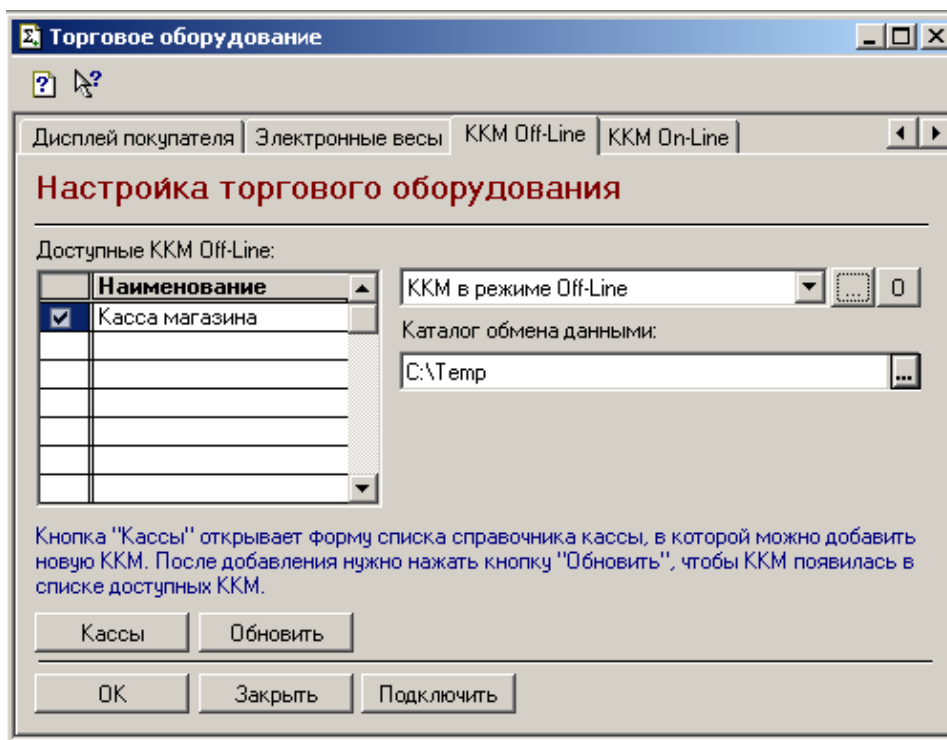 Торговое оборудование
Дисплей покупателя Электронные весы ККМ Off-Line ККМ On-Line
Настройка торгового оборудования
Доступные ККМ Off-Line:
Наименование
Касса магазина
ККМ в режиме Off-Line ... О
Каталог обмена данными:
C:\Temp ...
Кнопка "Кассы" открывает форму списка справочника кассы, в которой можно добавить
новую ККМ. После добавления нужно нажать кнопку "Обновить", чтобы ККМ появилась в
списке доступных ККМ.
Кассы Обновить
OK Закрыть Подключить